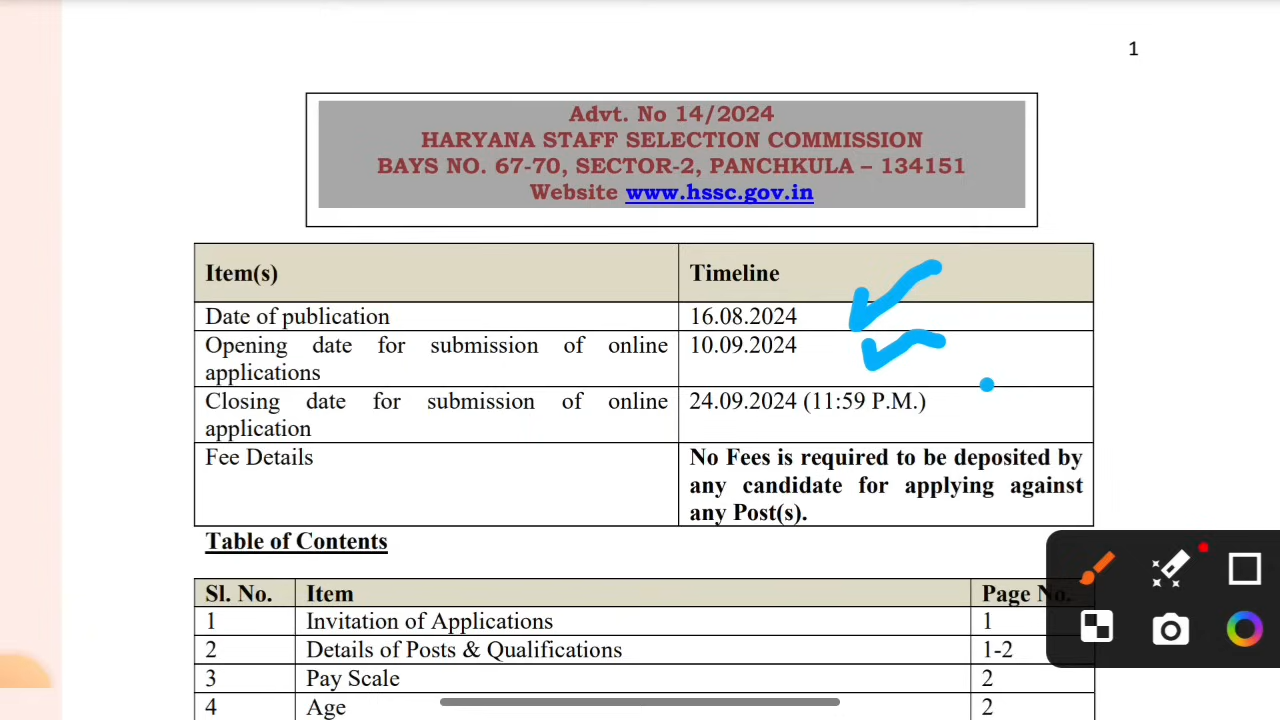 1
Advt. No 14/2024
HARYANA STAFF SELECTION COMMISSION
BAYS NO. 67-70, SECTOR-2, PANCHKULA – 134151
Website www.hssc.gov.in
Item(s) Timeline
Date of publication 16.08.2024
Opening date for submission of online 10.09.2024
applications
Closing date for submission of online 24.09.2024 (11:59 P.M.)
application
Fee Details No Fees is required to be deposited by
any candidate for applying against
any Post(s).
Table of Contents
Sl. No. Item Page No.
1 Invitation of Applications 1
2 Details of Posts & Qualifications 1-2
3 Pay Scale 2
4 Age 2